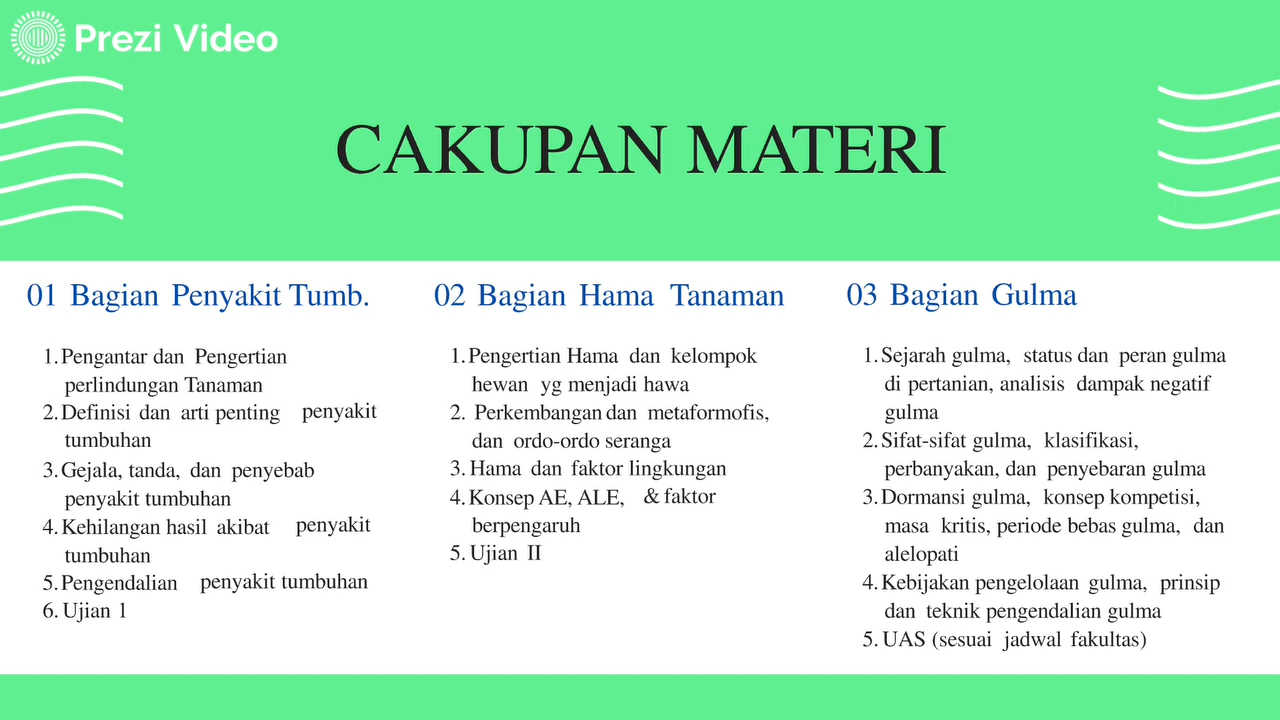 Prezi Video
CAKUPAN MATERI
01 Bagian Penyakit Tumb.
1. Pengantar dan Pengertian
perlindungan Tanaman
2. Definisi dan arti penting penyakit
tumbuhan
3. Gejala, tanda, dan penyebab
penyakit tumbuhan
4. Kehilangan hasil akibat penyakit
tumbuhan
5. Pengendalian penyakit tumbuhan
6. Ujian 1
02 Bagian Hama Tanaman
1. Pengertian Hama dan kelompok
hewan yg menjadi hawa
2. Perkembangan dan metaformofis,
dan ordo-ordo seranga
3. Hama dan faktor lingkungan
4. Konsep AE, ALE, & faktor
berpengaruh
5. Ujian II
03 Bagian Gulma
1. Sejarah gulma, status dan peran gulma
di pertanian, analisis dampak negatif
gulma
2. Sifat-sifat gulma, klasifikasi,
perbanyakan, dan penyebaran gulma
3. Dormansi gulma, konsep kompetisi,
masa kritis, periode bebas gulma, dan
alelopati
4. Kebijakan pengelolaan gulma, prinsip
dan teknik pengendalian gulma
5. UAS (sesuai jadwal fakultas)